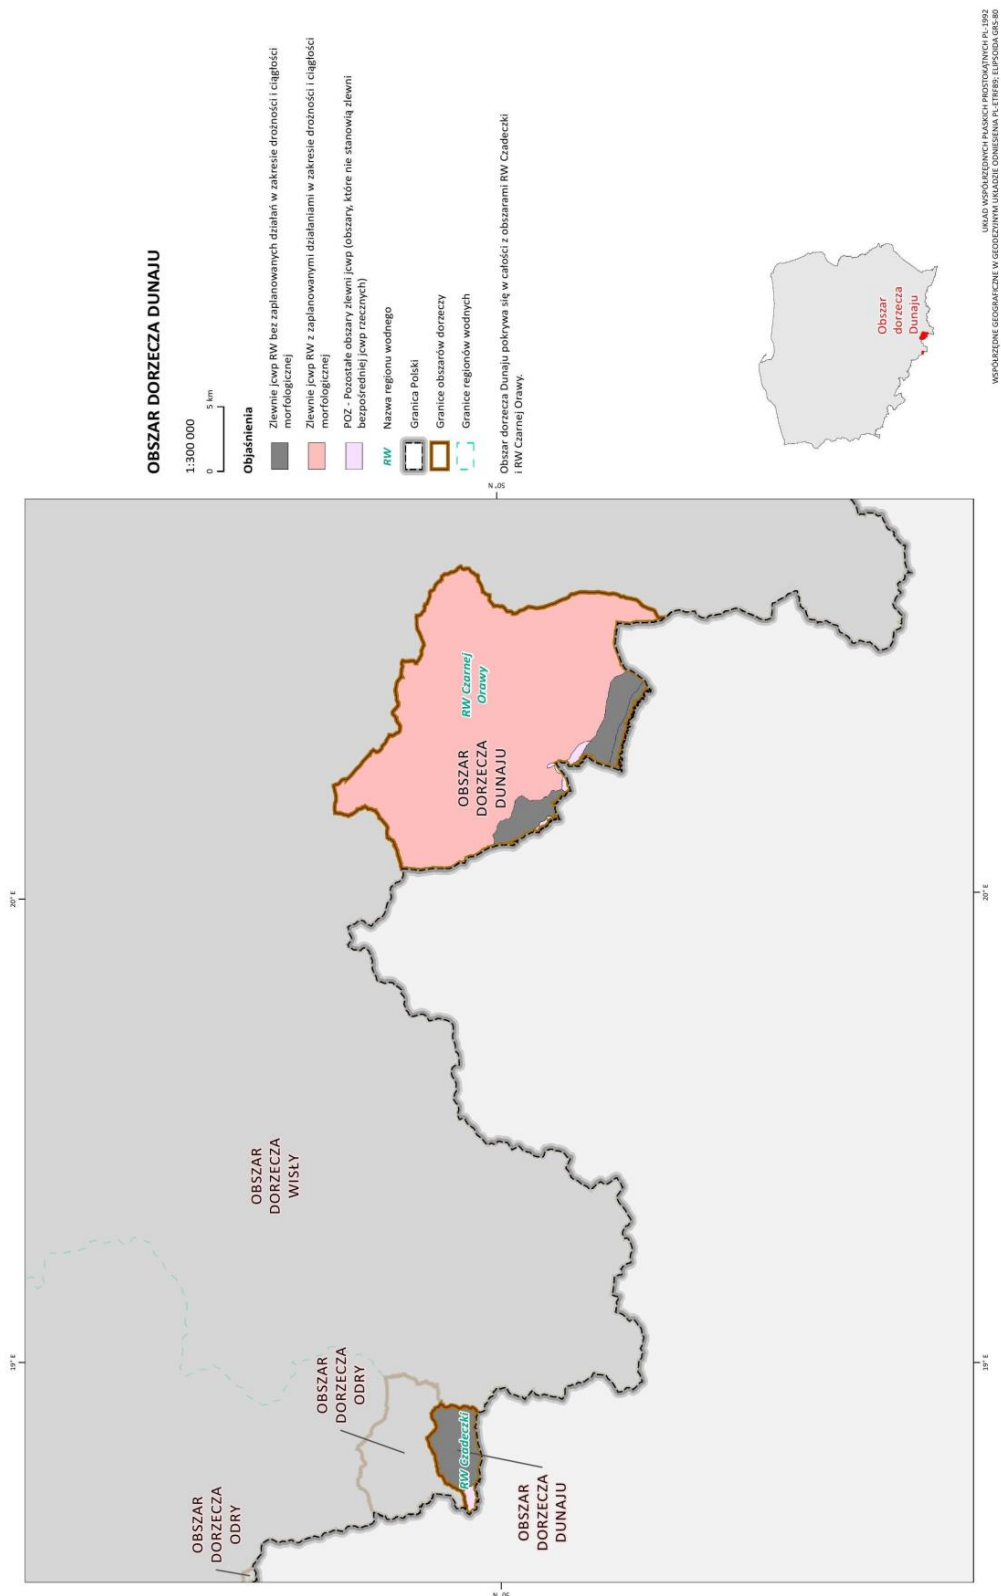 OBSZAR DORZECZA DUNAJU
1:300 000
0
5 km
Objaśnienia
Zlewnie jcwp RW bez zaplanowanych działań w zakresie drożności i ciągłości
morfologicznej
Zlewnie jcwp RW z zaplanowanymi działaniami w zakresie drożności i ciągłości
morfologicznej
POZ - Pozostałe obszary zlewni jcwp (obszary, które nie stanowią zlewni
bezpośredniej jcwp rzecznych)
RW
Nazwa regionu wodnego
Granica Polski
Granice obszarów dorzeczy
Granice regionów wodnych
Obszar dorzecza Dunaju pokrywa się w całości z obszarami RW Czadeczki
i RW Czarnej Orawy.
Obszar
dorzecza
Dunaju
UKŁAD WSPÓŁRZĘDNYCH PŁASKICH PROSTOKĄTNYCH PL-1992
WSPÓŁRZĘDNE GEOGRAFICZNE W GEODEZYJNYM UKŁADZIE ODNIESIENIA PL-ETRF89; ELIPSOIDA GRS-80
19° E
20° E
OBSZAR
DORZECZA
ODRY
OBSZAR
DORZECZA
WISŁY
OBSZAR
DORZECZA
ODRY
RW Czadeczki
OBSZAR
DORZECZA
DUNAJU
OBSZAR
DORZECZA
DUNAJU
RW Czarnej
Orawy
19° E
20° E